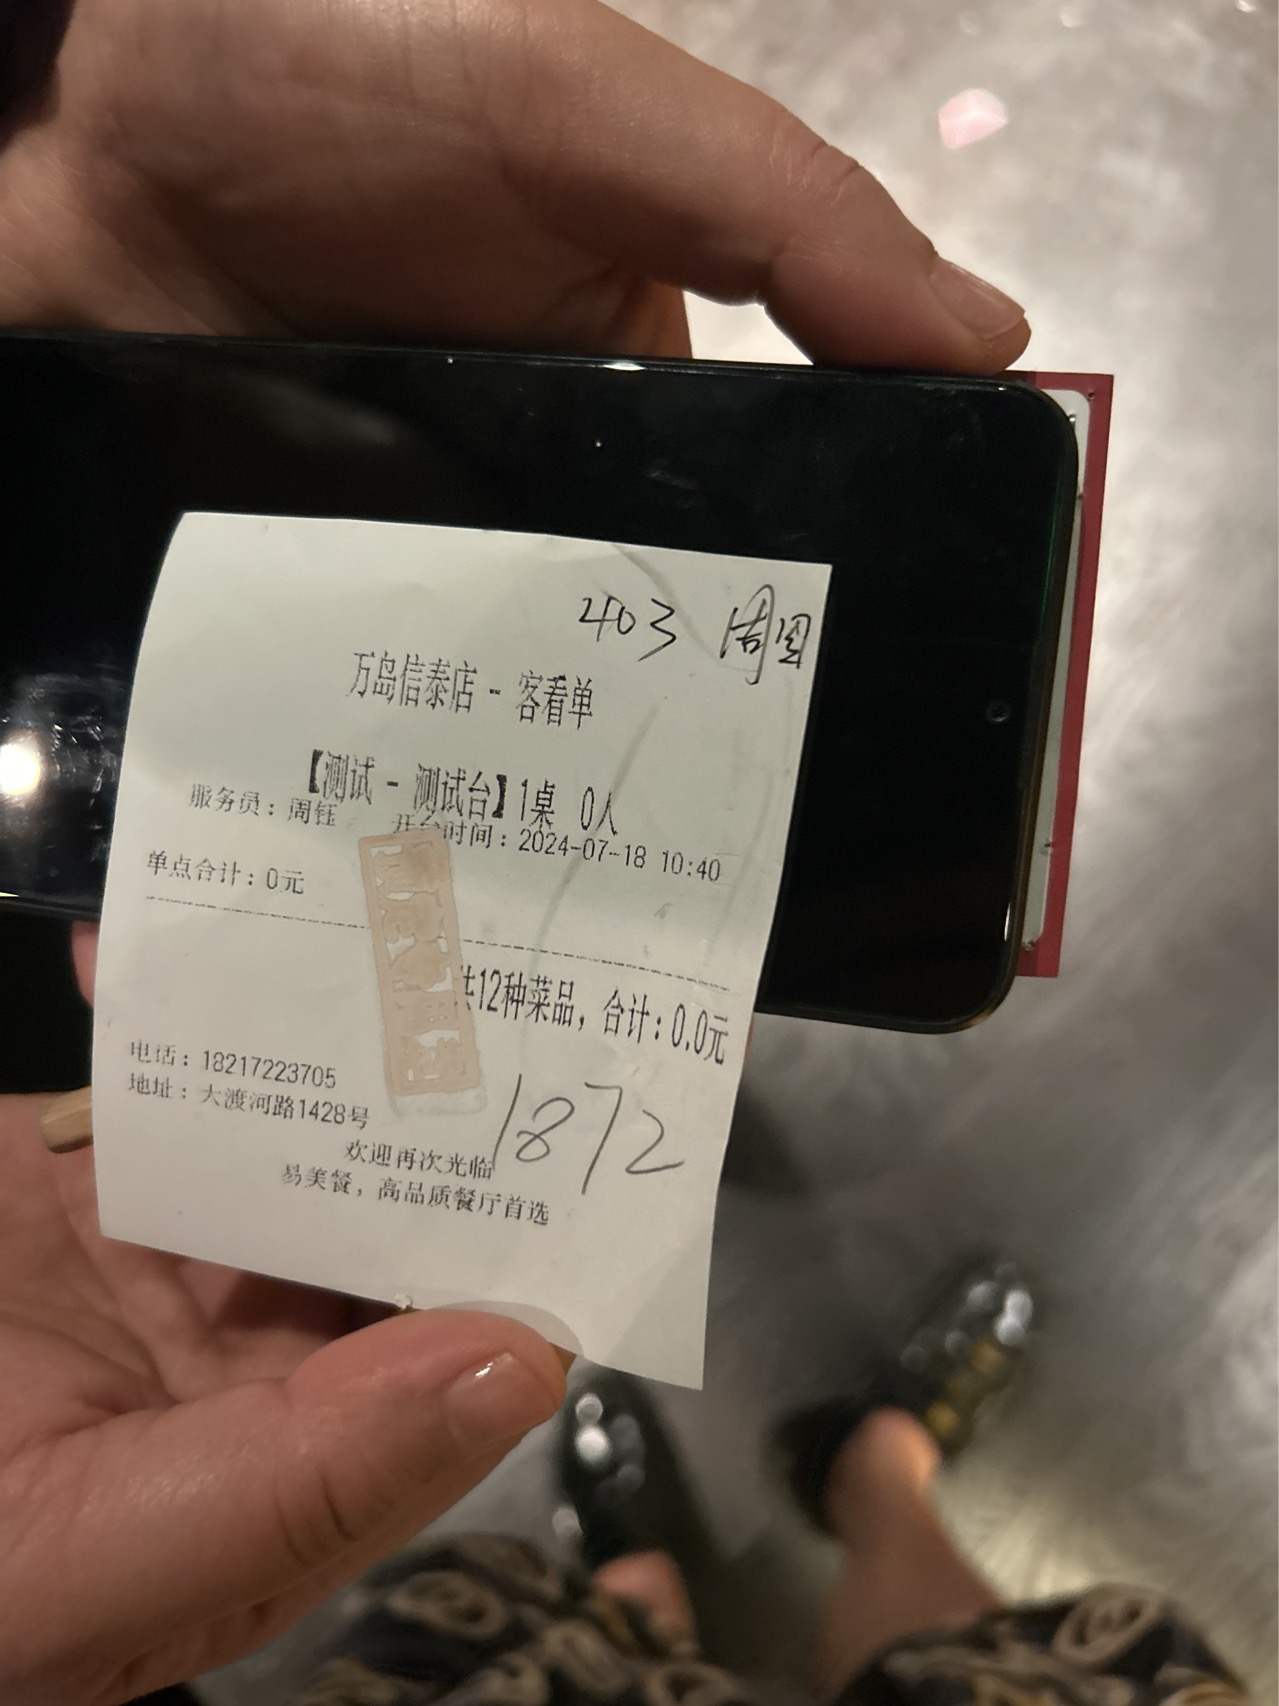 403
万岛信泰店 - 客看单
【测试 - 测试台】1桌 0人
服务员：周钰 开台时间：2024-07-18 10:40
单点合计：0元
共12种菜品，合计：0.0元
电话：18217223705
地址：大渡河路1428号
1872
欢迎再次光临
易美餐，高品质餐厅首选